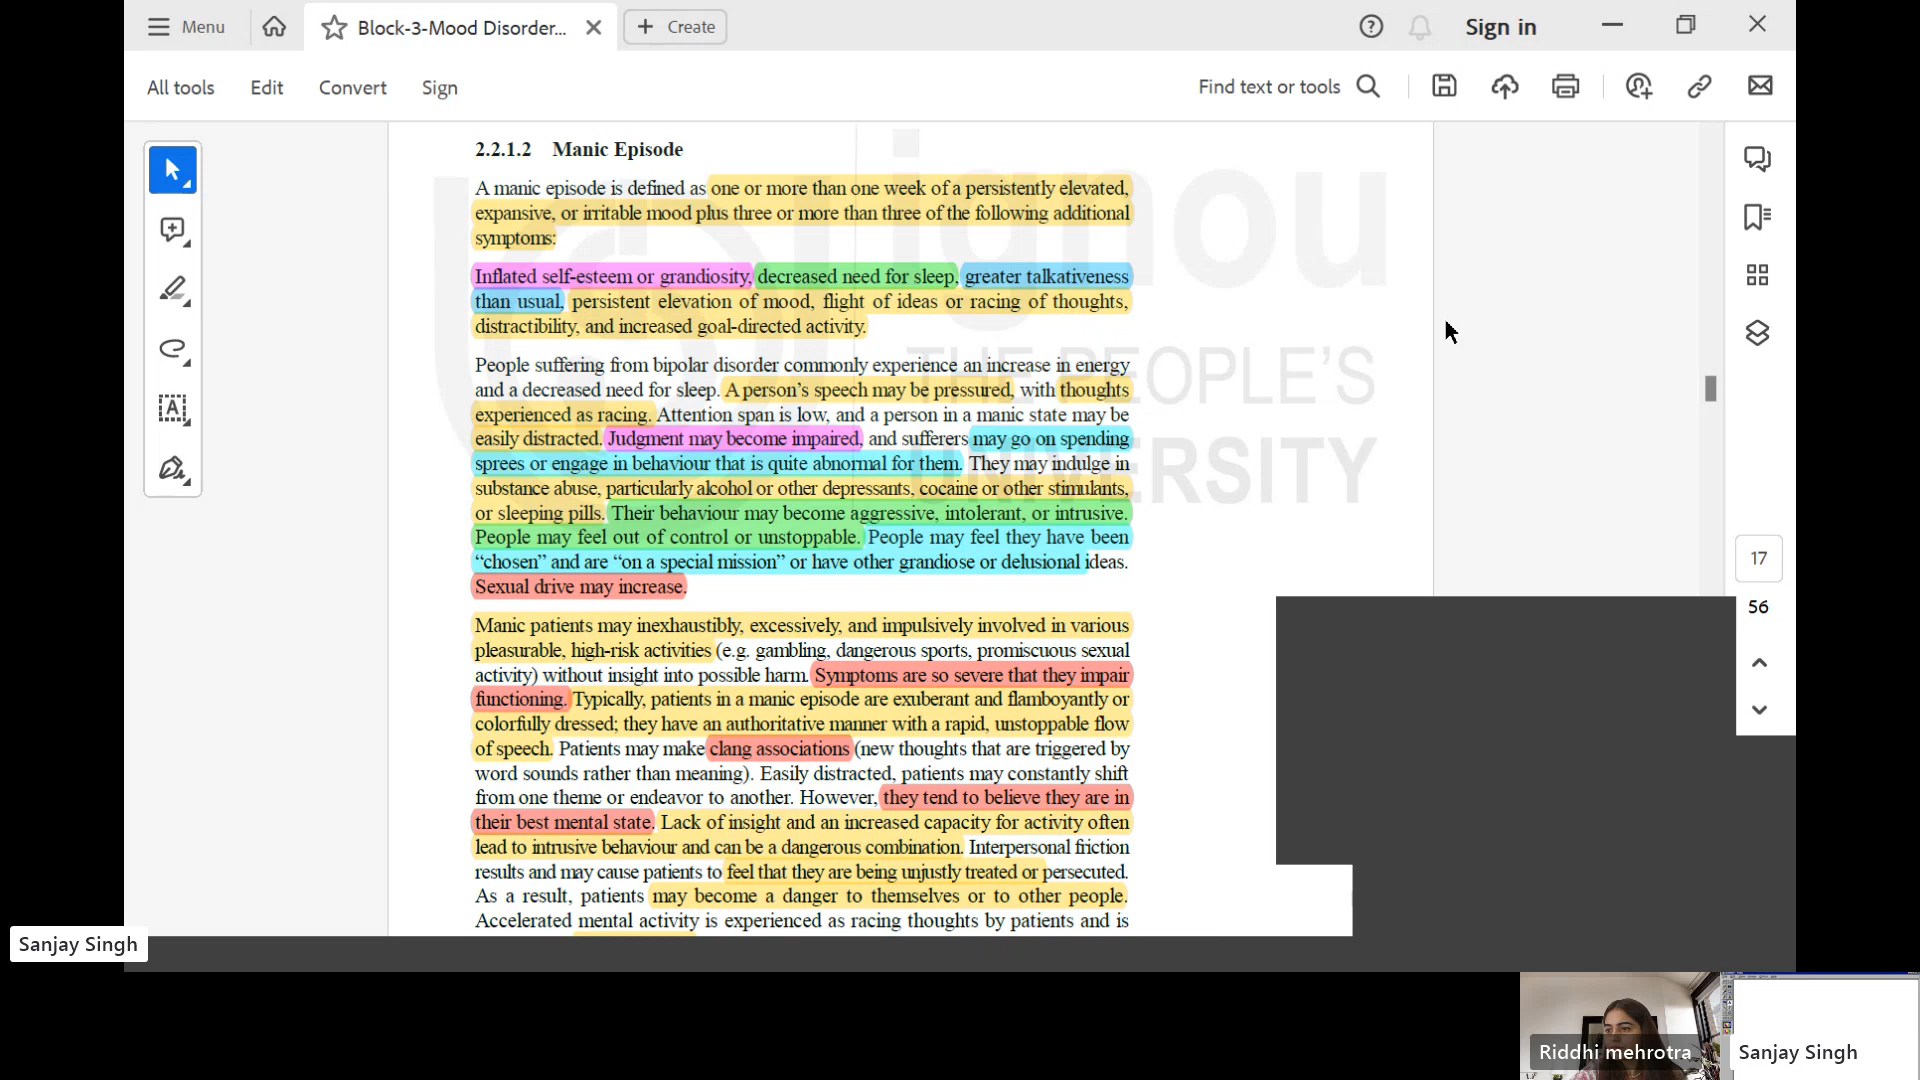 Menu
Block-3-Mood Disorder...
Create
Sign in
All tools
Edit
Convert
Sign
Find text or tools
2.2.1.2 Manic Episode
A manic episode is defined as one or more than one week of a persistently elevated,
expansive, or irritable mood plus three or more than three of the following additional
symptoms:
Inflated self-esteem or grandiosity, decreased need for sleep, greater talkativeness
than usual, persistent elevation of mood, flight of ideas or racing of thoughts,
distractibility, and increased goal-directed activity.
People suffering from bipolar disorder commonly experience an increase in energy
and a decreased need for sleep. A person's speech may be pressured, with thoughts
experienced as racing. Attention span is low, and a person in a manic state may be
easily distracted. Judgment may become impaired, and sufferers may go on spending
sprees or engage in behaviour that is quite abnormal for them. They may indulge in
substance abuse, particularly alcohol or other depressants, cocaine or other stimulants,
or sleeping pills. Their behaviour may become aggressive, intolerant, or intrusive.
People may feel out of control or unstoppable. People may feel they have been
“chosen” and are “on a special mission” or have other grandiose or delusional ideas.
Sexual drive may increase.
Manic patients may inexhaustibly, excessively, and impulsively involved in various
pleasurable, high-risk activities (e.g. gambling, dangerous sports, promiscuous sexual
activity) without insight into possible harm. Symptoms are so severe that they impair
functioning. Typically, patients in a manic episode are exuberant and flamboyantly or
colorfully dressed; they have an authoritative manner with a rapid, unstoppable flow
of speech. Patients may make clang associations (new thoughts that are triggered by
word sounds rather than meaning). Easily distracted, patients may constantly shift
from one theme or endeavor to another. However, they tend to believe they are in
their best mental state. Lack of insight and an increased capacity for activity often
lead to intrusive behaviour and can be a dangerous combination. Interpersonal friction
results and may cause patients to feel that they are being unjustly treated or persecuted.
As a result, patients may become a danger to themselves or to other people.
Accelerated mental activity is experienced as racing thoughts by patients and is
ignou
THE PEOPLE'S
UNIVERSITY
17
56
Sanjay Singh
Riddhi mehrotra
Sanjay Singh